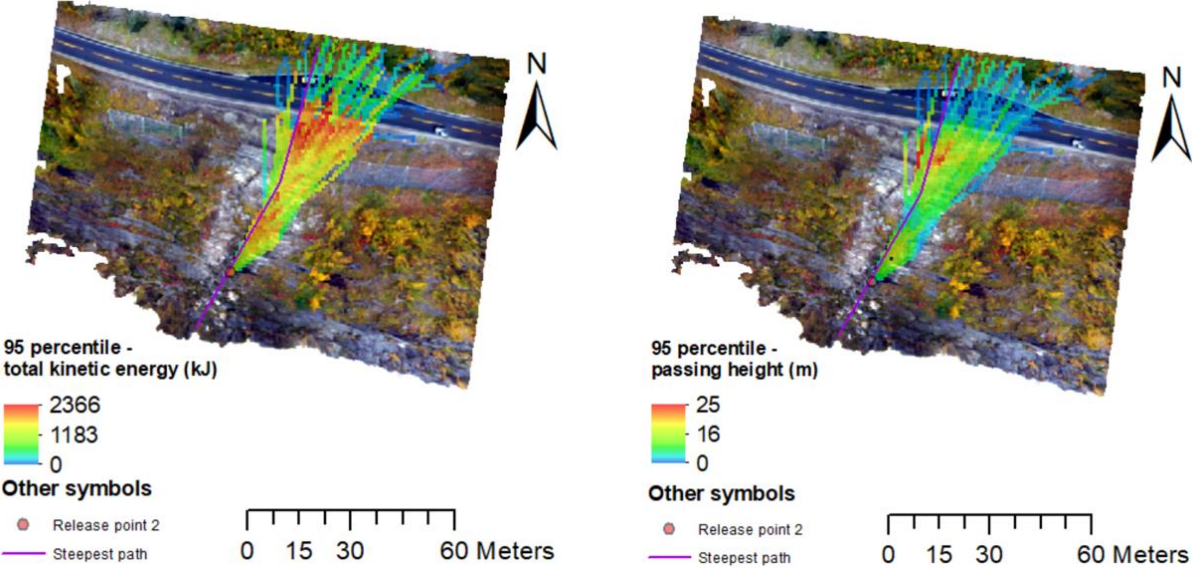 N
95 percentile -
total kinetic energy (kJ)
2366
1183
0
Other symbols
Release point 2
Steepest path
0 15 30 60 Meters
N
95 percentile -
passing height (m)
25
16
0
Other symbols
Release point 2
Steepest path
0 15 30 60 Meters